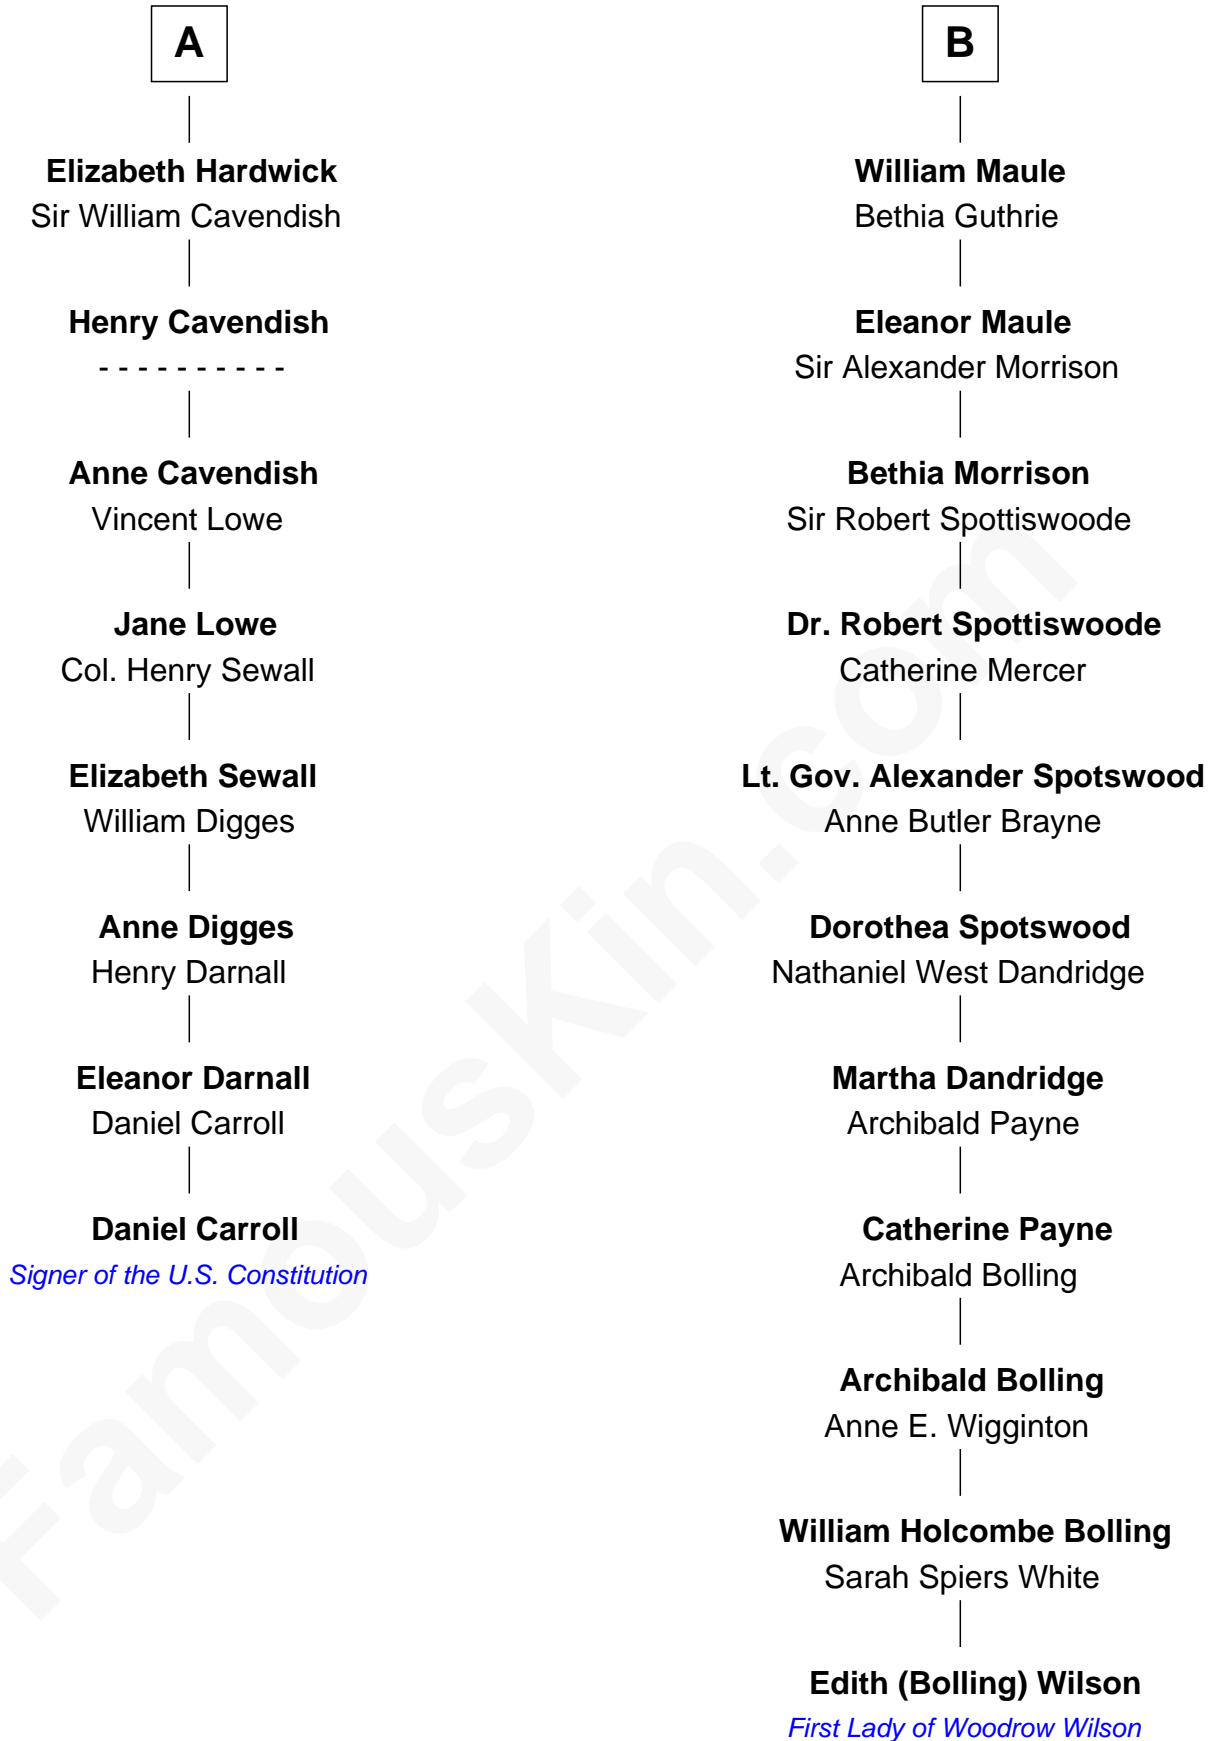 A
Elizabeth Hardwick
Sir William Cavendish
Henry Cavendish
- - - - - - - - - -
Anne Cavendish
Vincent Lowe
Jane Lowe
Col. Henry Sewall
Elizabeth Sewall
William Digges
Anne Digges
Henry Darnall
Eleanor Darnall
Daniel Carroll
Daniel Carroll
Signer of the U.S. Constitution
B
William Maule
Bethia Guthrie
Eleanor Maule
Sir Alexander Morrison
Bethia Morrison
Sir Robert Spottiswoode
Dr. Robert Spottiswoode
Catherine Mercer
Lt. Gov. Alexander Spotswood
Anne Butler Brayne
Dorothea Spotswood
Nathaniel West Dandridge
Martha Dandridge
Archibald Payne
Catherine Payne
Archibald Bolling
Archibald Bolling
Anne E. Wigginton
William Holcombe Bolling
Sarah Spiers White
Edith (Bolling) Wilson
First Lady of Woodrow Wilson
FamousKin.com